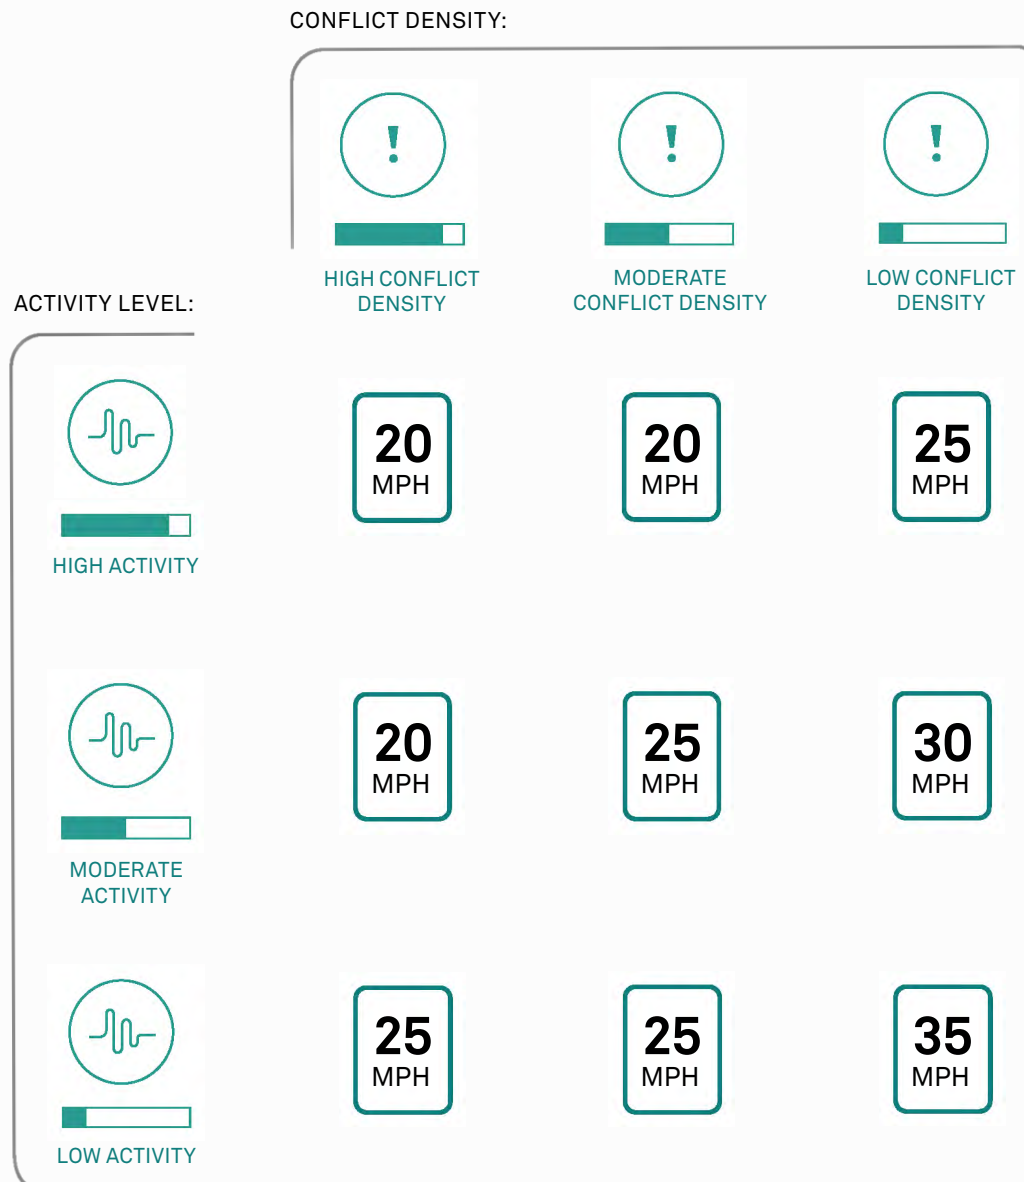 CONFLICT DENSITY:
!
!
!
HIGH CONFLICT
DENSITY
MODERATE
CONFLICT DENSITY
LOW CONFLICT
DENSITY
ACTIVITY LEVEL:
HIGH ACTIVITY
20
MPH
20
MPH
25
MPH
MODERATE
ACTIVITY
20
MPH
25
MPH
30
MPH
LOW ACTIVITY
25
MPH
25
MPH
35
MPH